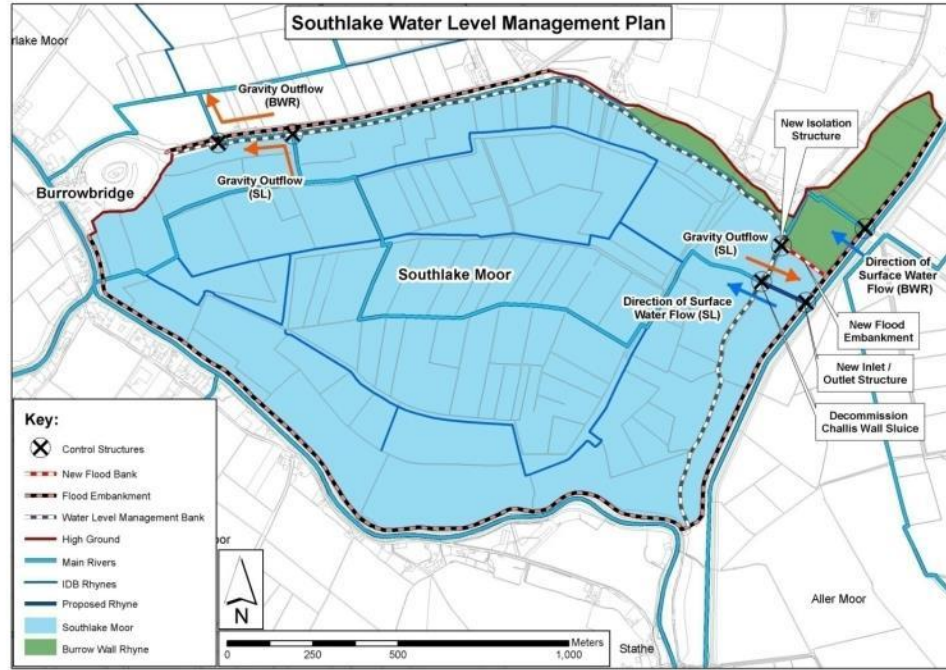 Southlake Water Level Management Plan
rlake Moor
Gravity Outflow
(BWR)
New Isolation
Structure
Burrowbridge
Gravity Outflow
(SL)
Gravity Outflow
(SL)
Southlake Moor
Direction of
Surface Water
Flow (BWR)
Direction of Surface
Water Flow (SL)
New Flood
Embankment
New Inlet /
Outlet Structure
Decommission
Challis Wall Sluice
Key:
Control Structures
New Flood Bank
Flood Embankment
Water Level Management Bank
High Ground
Main Rivers
IDB Rhynes
Proposed Rhyne
Southlake Moor
Burrow Wall Rhyne
oor
N
Meters
0 250 500 1,000
Stathe
Aller Moor